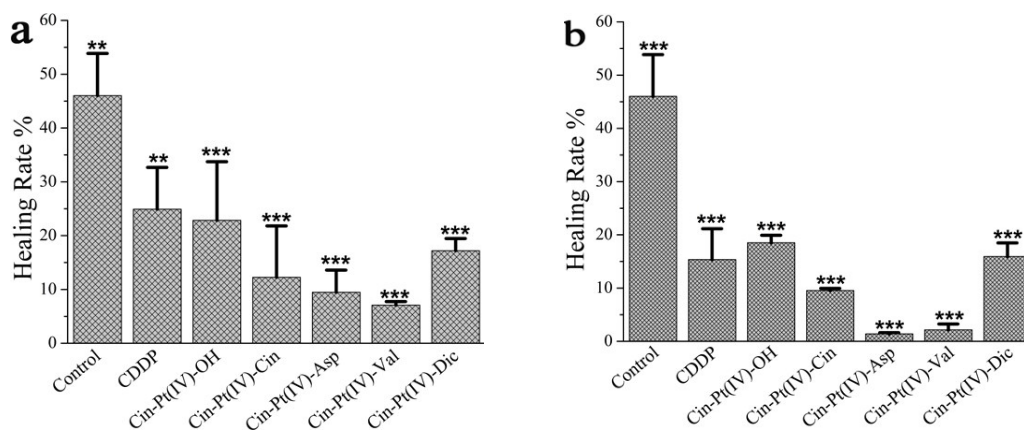 a
Healing Rate %
60
50
40
30
20
10
0
**
**
***
***
***
***
***
Control
CDDP
Cin-Pt(IV)-OH
Cin-Pt(IV)-Cin
Cin-Pt(IV)-Asp
Cin-Pt(IV)-Val
Cin-Pt(IV)-Dic
b
Healing Rate %
60
50
40
30
20
10
0
***
***
***
***
***
***
***
Control
CDDP
Cin-Pt(IV)-OH
Cin-Pt(IV)-Cin
Cin-Pt(IV)-Asp
Cin-Pt(IV)-Val
Cin-Pt(IV)-Dic